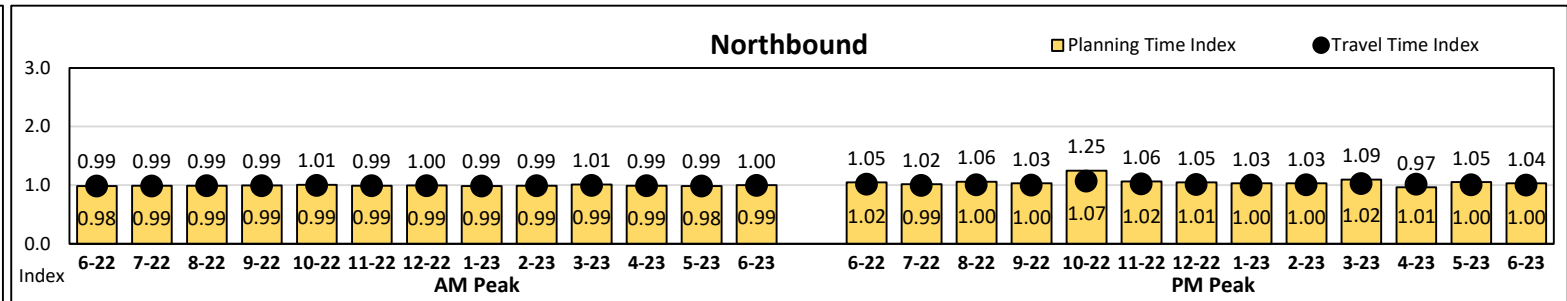 Northbound
Planning Time Index
Travel Time Index
3.0
2.0
1.0
0.0
Index
0.99 0.99 0.99 0.99 1.01 0.99 1.00 0.99 0.99 1.01 0.99 0.99 1.00
1.05 1.02 1.06 1.03 1.25 1.06 1.05 1.03 1.03 1.09 0.97 1.05 1.04
0.98 0.99 0.99 0.99 0.99 0.99 0.99 0.99 0.99 0.99 0.99 0.98 0.99
1.02 0.99 1.00 1.00 1.07 1.02 1.01 1.00 1.00 1.02 1.01 1.00 1.00
6-22 7-22 8-22 9-22 10-22 11-22 12-22 1-23 2-23 3-23 4-23 5-23 6-23
6-22 7-22 8-22 9-22 10-22 11-22 12-22 1-23 2-23 3-23 4-23 5-23 6-23
AM Peak
PM Peak